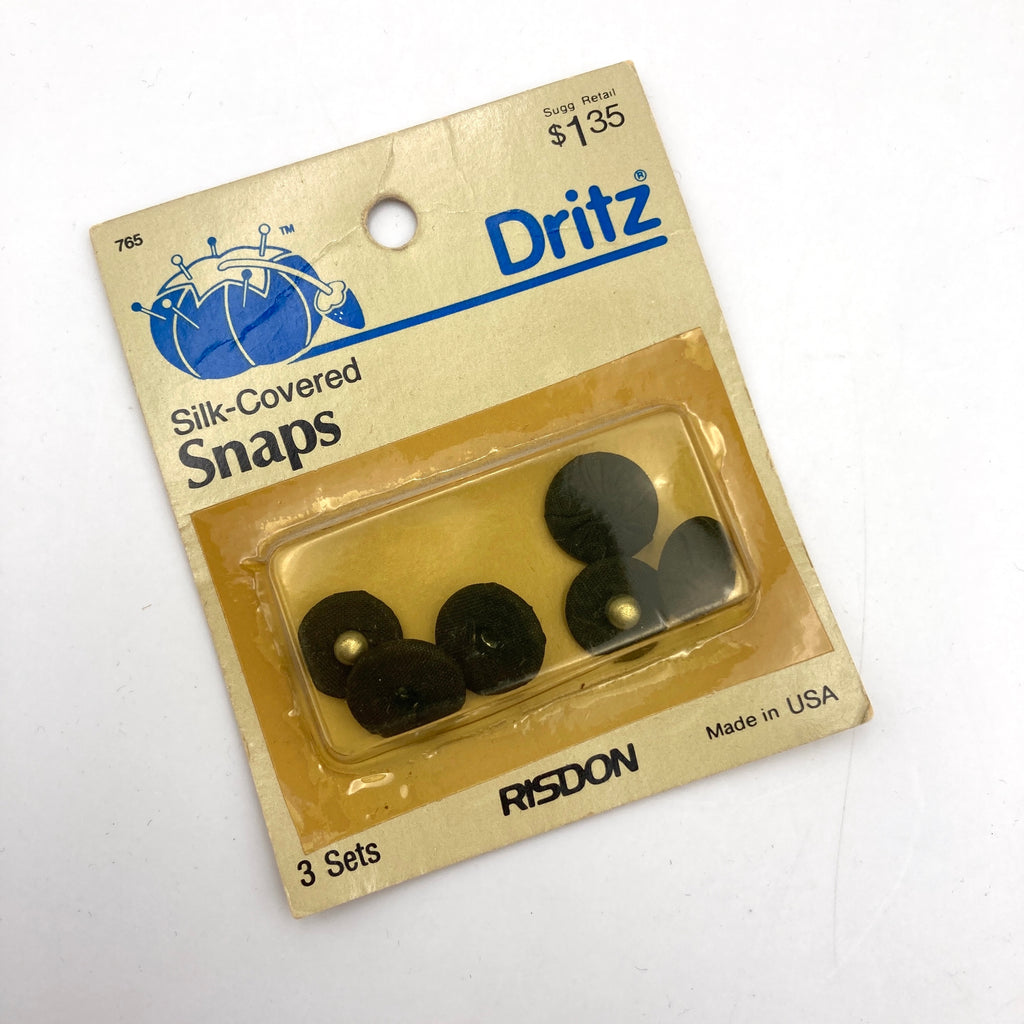 Sugg Retail
$1.35
765
™
Dritz®
Silk-Covered
Snaps
Made in USA
RISDON
3 Sets